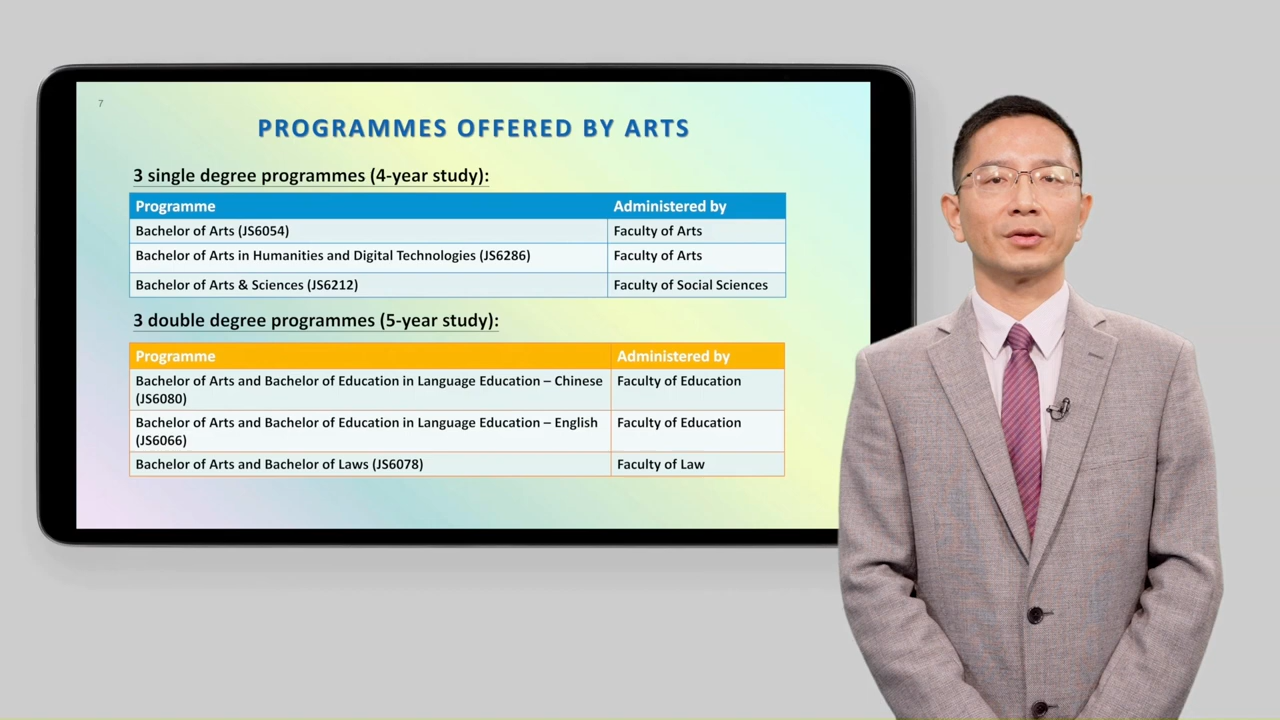 7
PROGRAMMES OFFERED BY ARTS
3 single degree programmes (4-year study):
Programme Administered by
Bachelor of Arts (JS6054) Faculty of Arts
Bachelor of Arts in Humanities and Digital Technologies (JS6286) Faculty of Arts
Bachelor of Arts & Sciences (JS6212) Faculty of Social Sciences
3 double degree programmes (5-year study):
Programme Administered by
Bachelor of Arts and Bachelor of Education in Language Education – Chinese Faculty of Education
(JS6080)
Bachelor of Arts and Bachelor of Education in Language Education – English Faculty of Education
(JS6066)
Bachelor of Arts and Bachelor of Laws (JS6078) Faculty of Law